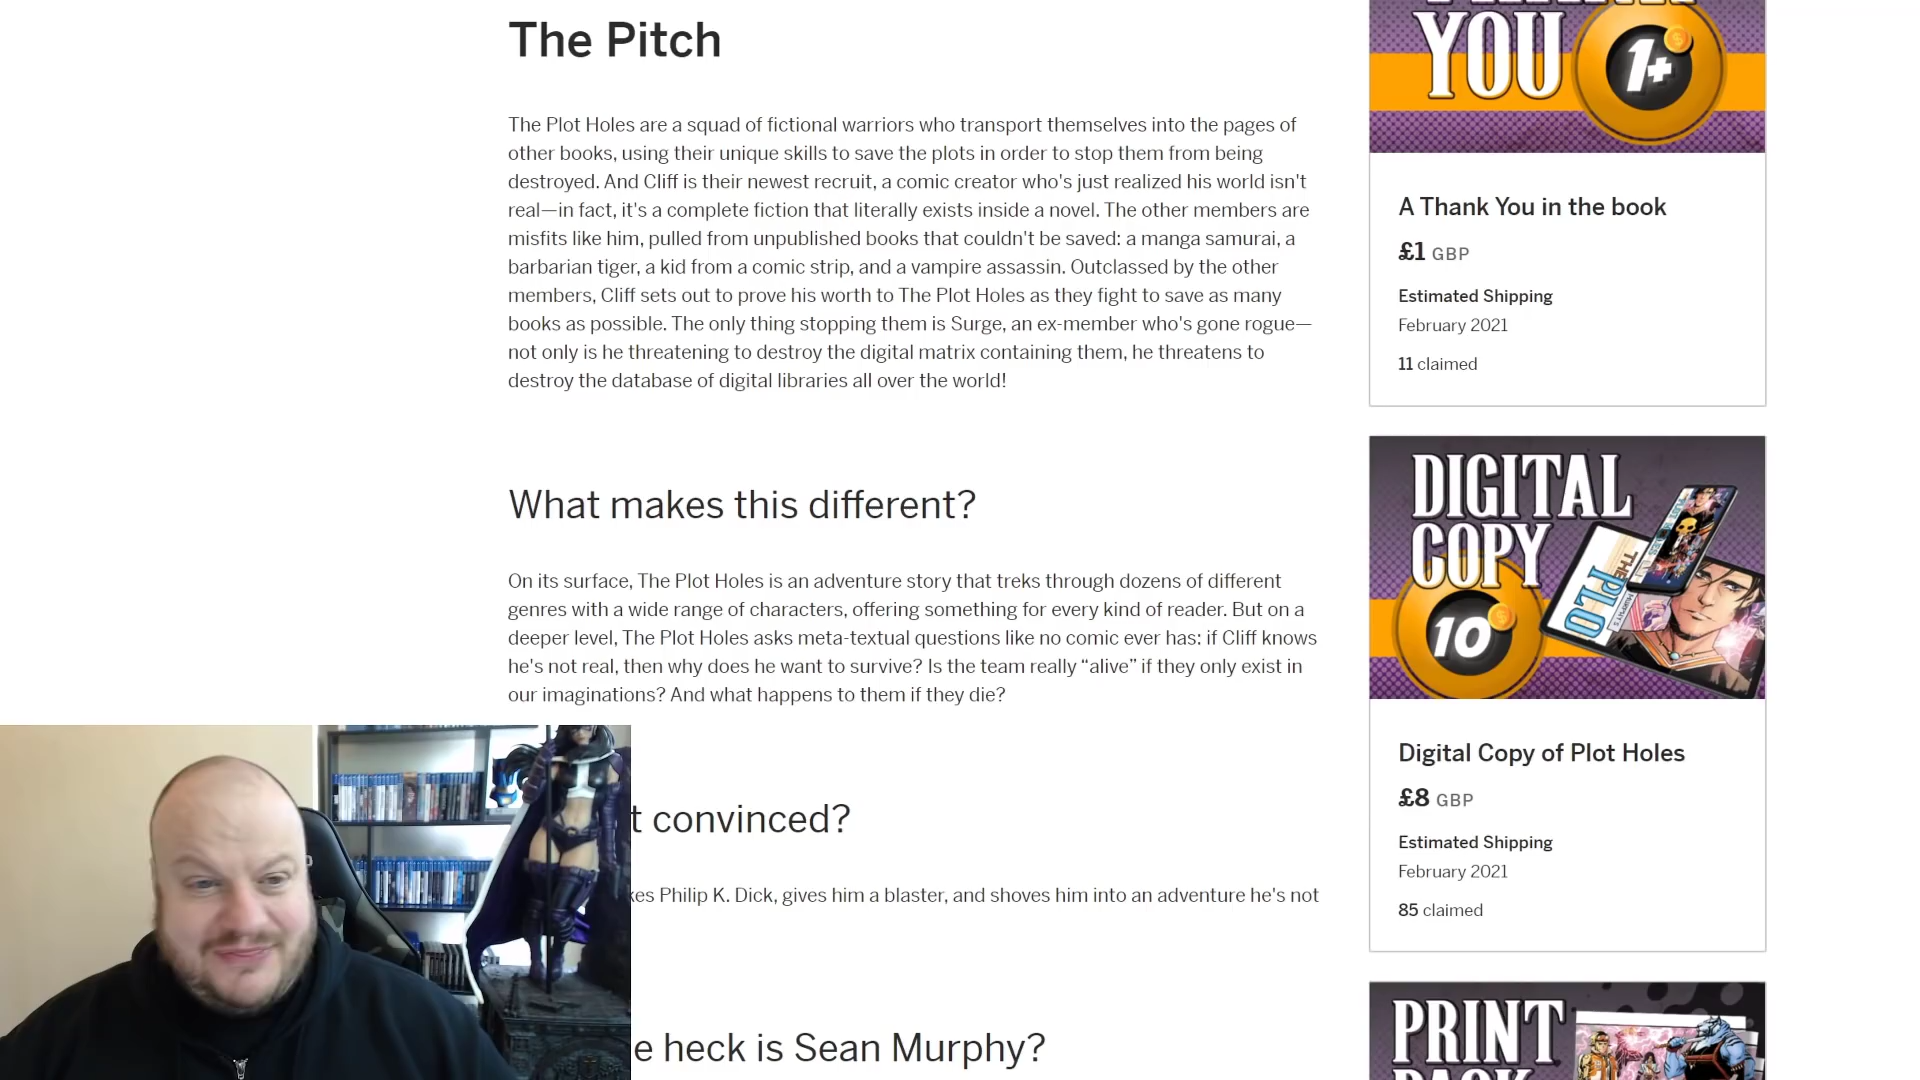 The Pitch
The Plot Holes are a squad of fictional warriors who transport themselves into the pages of
other books, using their unique skills to save the plots in order to stop them from being
destroyed. And Cliff is their newest recruit, a comic creator who's just realized his world isn't
real—in fact, it's a complete fiction that literally exists inside a novel. The other members are
misfits like him, pulled from unpublished books that couldn't be saved: a manga samurai, a
barbarian tiger, a kid from a comic strip, and a vampire assassin. Outclassed by the other
members, Cliff sets out to prove his worth to The Plot Holes as they fight to save as many
books as possible. The only thing stopping them is Surge, an ex-member who's gone rogue—
not only is he threatening to destroy the digital matrix containing them, he threatens to
destroy the database of digital libraries all over the world!
What makes this different?
On its surface, The Plot Holes is an adventure story that treks through dozens of different
genres with a wide range of characters, offering something for every kind of reader. But on a
deeper level, The Plot Holes asks meta-textual questions like no comic ever has: if Cliff knows
he's not real, then why does he want to survive? Is the team really “alive” if they only exist in
our imaginations? And what happens to them if they die?
t convinced?
kes Philip K. Dick, gives him a blaster, and shoves him into an adventure he's not
e heck is Sean Murphy?
YOU
1+
A Thank You in the book
£1 GBP
Estimated Shipping
February 2021
11 claimed
DIGITAL
COPY
10
THE
PLO
Digital Copy of Plot Holes
£8 GBP
Estimated Shipping
February 2021
85 claimed
PRINT
PACK